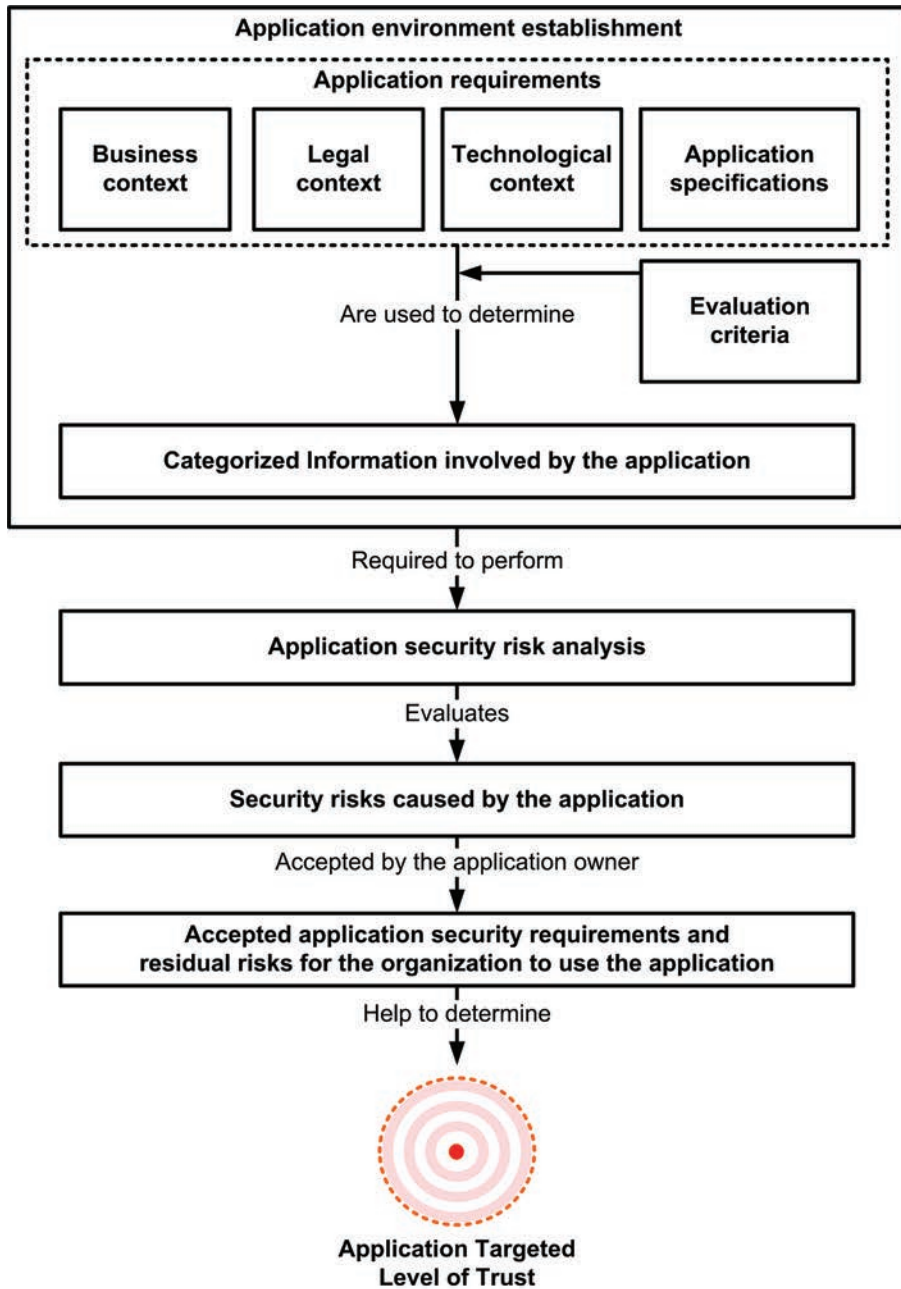 Application environment establishment
Application requirements
Business
context
Legal
context
Technological
context
Application
specifications
Evaluation
criteria
Are used to determine
Categorized Information involved by the application
Required to perform
Application security risk analysis
Evaluates
Security risks caused by the application
Accepted by the application owner
Accepted application security requirements and
residual risks for the organization to use the application
Help to determine
Application Targeted
Level of Trust